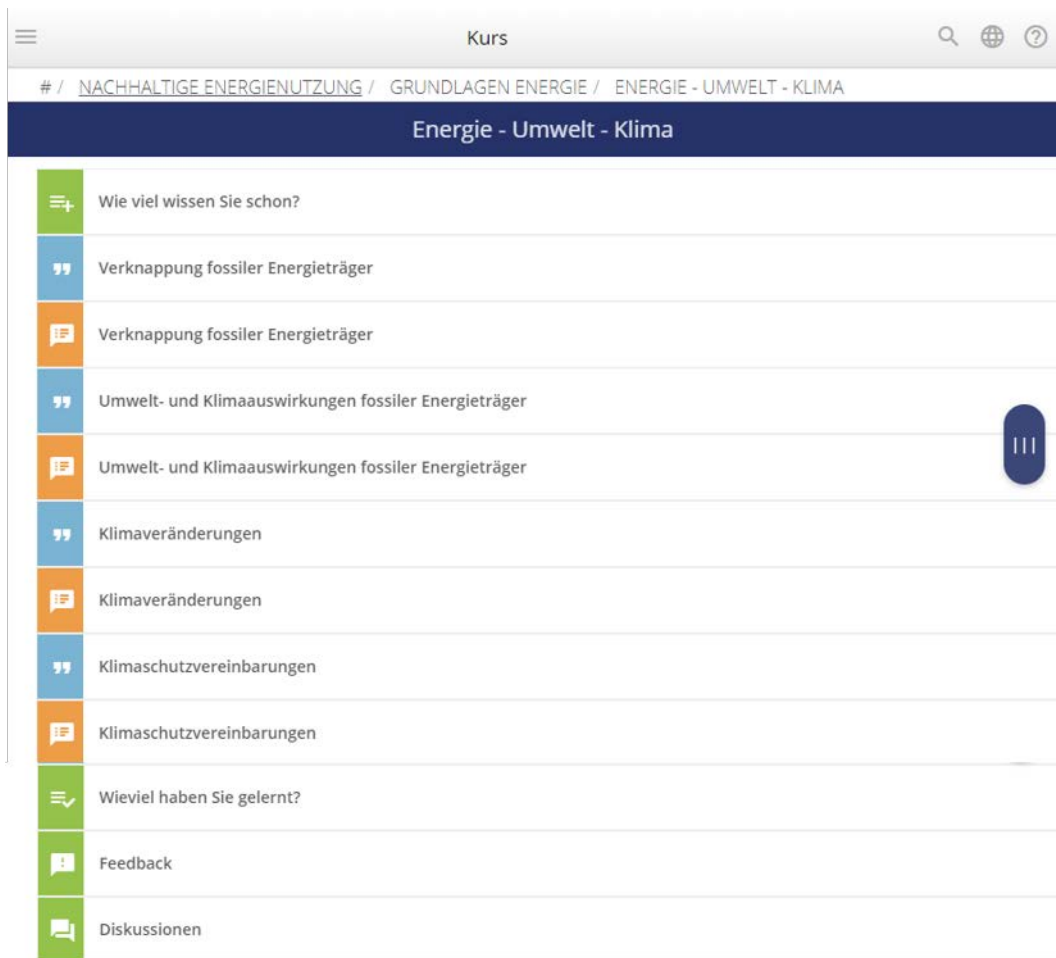 Kurs
# / NACHHALTIGE ENERGIENUTZUNG / GRUNDLAGEN ENERGIE / ENERGIE - UMWELT - KLIMA
Energie - Umwelt - Klima
Wie viel wissen Sie schon?
Verknappung fossiler Energieträger
Verknappung fossiler Energieträger
Umwelt- und Klimaauswirkungen fossiler Energieträger
Umwelt- und Klimaauswirkungen fossiler Energieträger
Klimaveränderungen
Klimaveränderungen
Klimaschutzvereinbarungen
Klimaschutzvereinbarungen
Wieviel haben Sie gelernt?
Feedback
Diskussionen